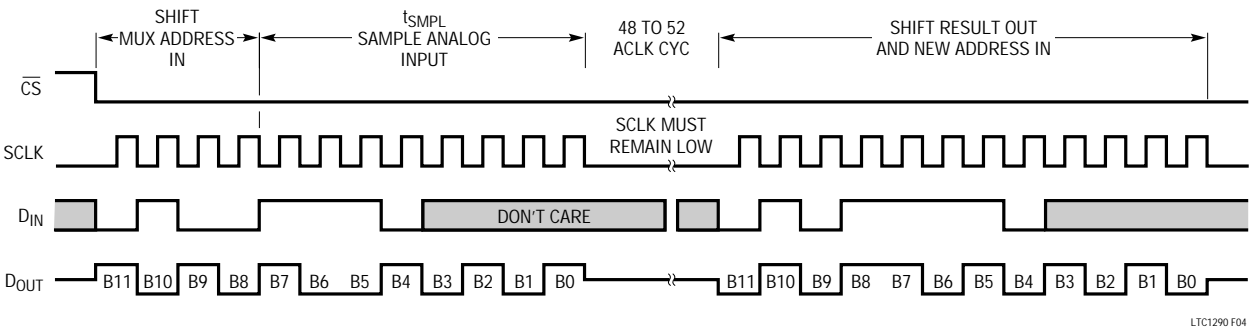 SHIFT
MUX ADDRESS
IN
tSMPL
SAMPLE ANALOG
INPUT
48 TO 52
ACLK CYC
SHIFT RESULT OUT
AND NEW ADDRESS IN
CS
SCLK
SCLK MUST
REMAIN LOW
DIN
DON'T CARE
DOUT
B11 B10 B9 B8 B7 B6 B5 B4 B3 B2 B1 B0
B11 B10 B9 B8 B7 B6 B5 B4 B3 B2 B1 B0
LTC1290 F04